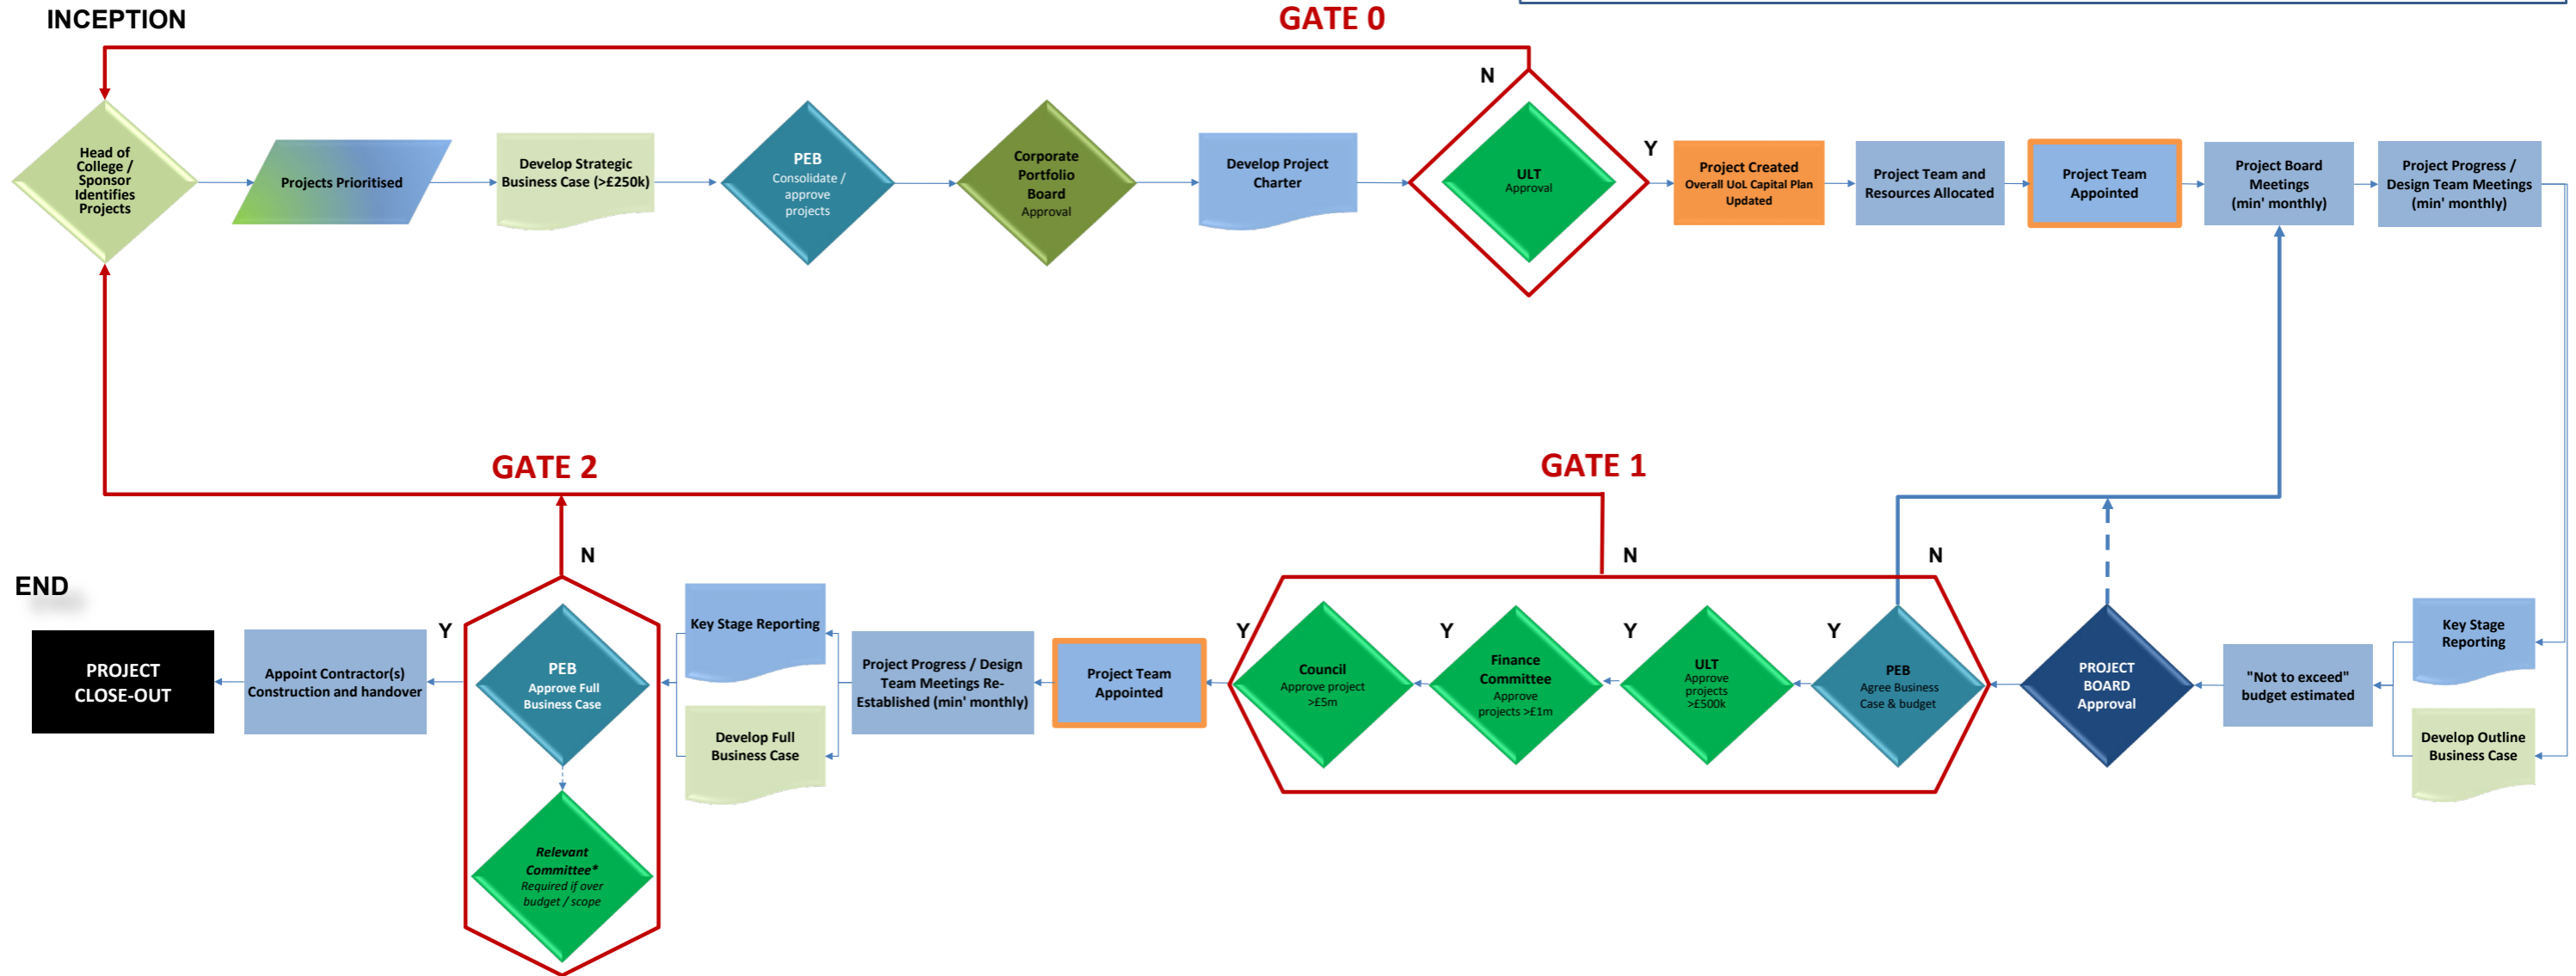 INCEPTION
GATE 0
N
Head of
College /
Sponsor
Identifies
Projects
Projects Prioritised
Develop Strategic
Business Case (>£250k)
PEB
Consolidate /
approve
projects
Corporate
Portfolio
Board
Approval
Develop Project
Charter
ULT
Approval
Y
Project Created
Overall UoL Capital Plan
Updated
Project Team and
Resources Allocated
Project Team
Appointed
Project Board
Meetings
(min' monthly)
Project Progress /
Design Team Meetings
(min' monthly)
GATE 2
GATE 1
N
N
N
END
PROJECT
CLOSE-OUT
Appoint Contractor(s)
Construction and handover
Y
PEB
Approve Full
Business Case
Relevant
Committee*
Required if over
budget / scope
Key Stage Reporting
Develop Full
Business Case
Project Progress / Design
Team Meetings Re-
Established (min' monthly)
Project Team
Appointed
Y
Council
Approve project
>£5m
Y
Finance
Committee
Approve
projects >£1m
Y
ULT
Approve
projects
>£500k
Y
PEB
Agree Business
Case & budget
PROJECT
BOARD
Approval
"Not to exceed"
budget estimated
Key Stage
Reporting
Develop Outline
Business Case